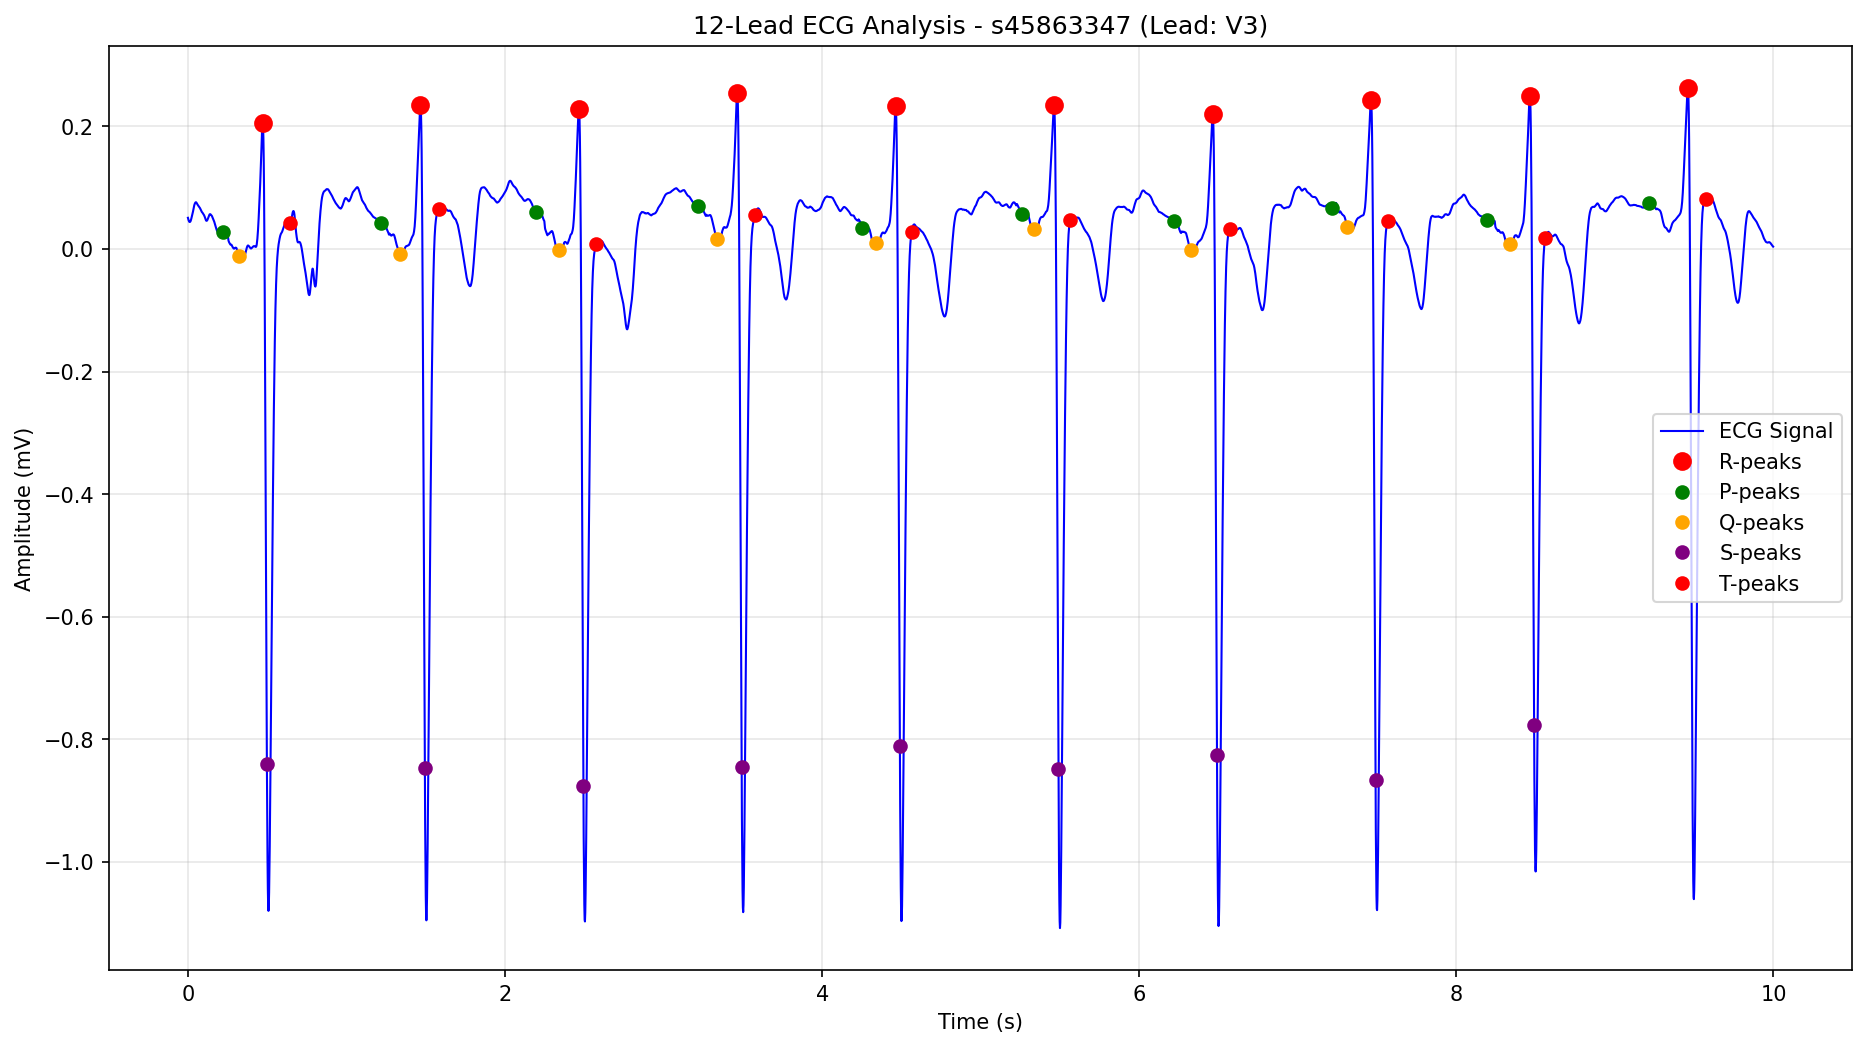 12-Lead ECG Analysis - s45863347 (Lead: V3)
Amplitude (mV)
0.2
0.0
−0.2
−0.4
−0.6
−0.8
−1.0
ECG Signal
R-peaks
P-peaks
Q-peaks
S-peaks
T-peaks
0 2 4 6 8 10
Time (s)